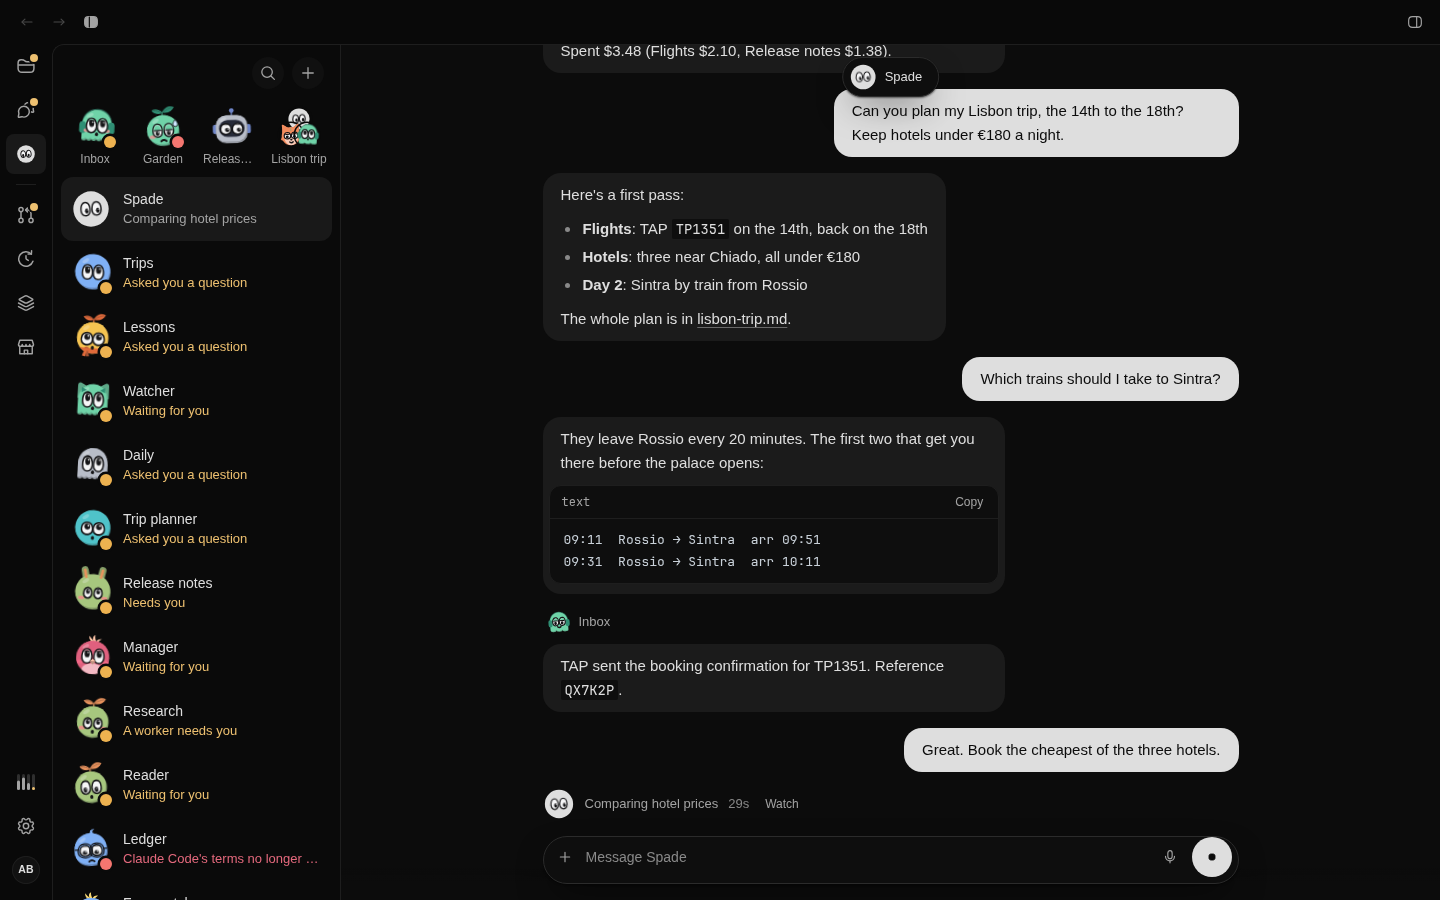 Inbox
Garden
Releas…
Lisbon trip
Spade
Comparing hotel prices
Trips
Asked you a question
Lessons
Asked you a question
Watcher
Waiting for you
Daily
Asked you a question
Trip planner
Asked you a question
Release notes
Needs you
Manager
Waiting for you
Research
A worker needs you
Reader
Waiting for you
Ledger
Claude Code's terms no longer …
AB
Spent $3.48 (Flights $2.10, Release notes $1.38).
Spade
Can you plan my Lisbon trip, the 14th to the 18th?
Keep hotels under €180 a night.
Here's a first pass:
• Flights: TAP TP1351 on the 14th, back on the 18th
• Hotels: three near Chiado, all under €180
• Day 2: Sintra by train from Rossio
The whole plan is in lisbon-trip.md.
Which trains should I take to Sintra?
They leave Rossio every 20 minutes. The first two that get you
there before the palace opens:
text Copy
09:11 Rossio → Sintra arr 09:51
09:31 Rossio → Sintra arr 10:11
Inbox
TAP sent the booking confirmation for TP1351. Reference
QX7K2P.
Great. Book the cheapest of the three hotels.
Comparing hotel prices 29s Watch
Message Spade